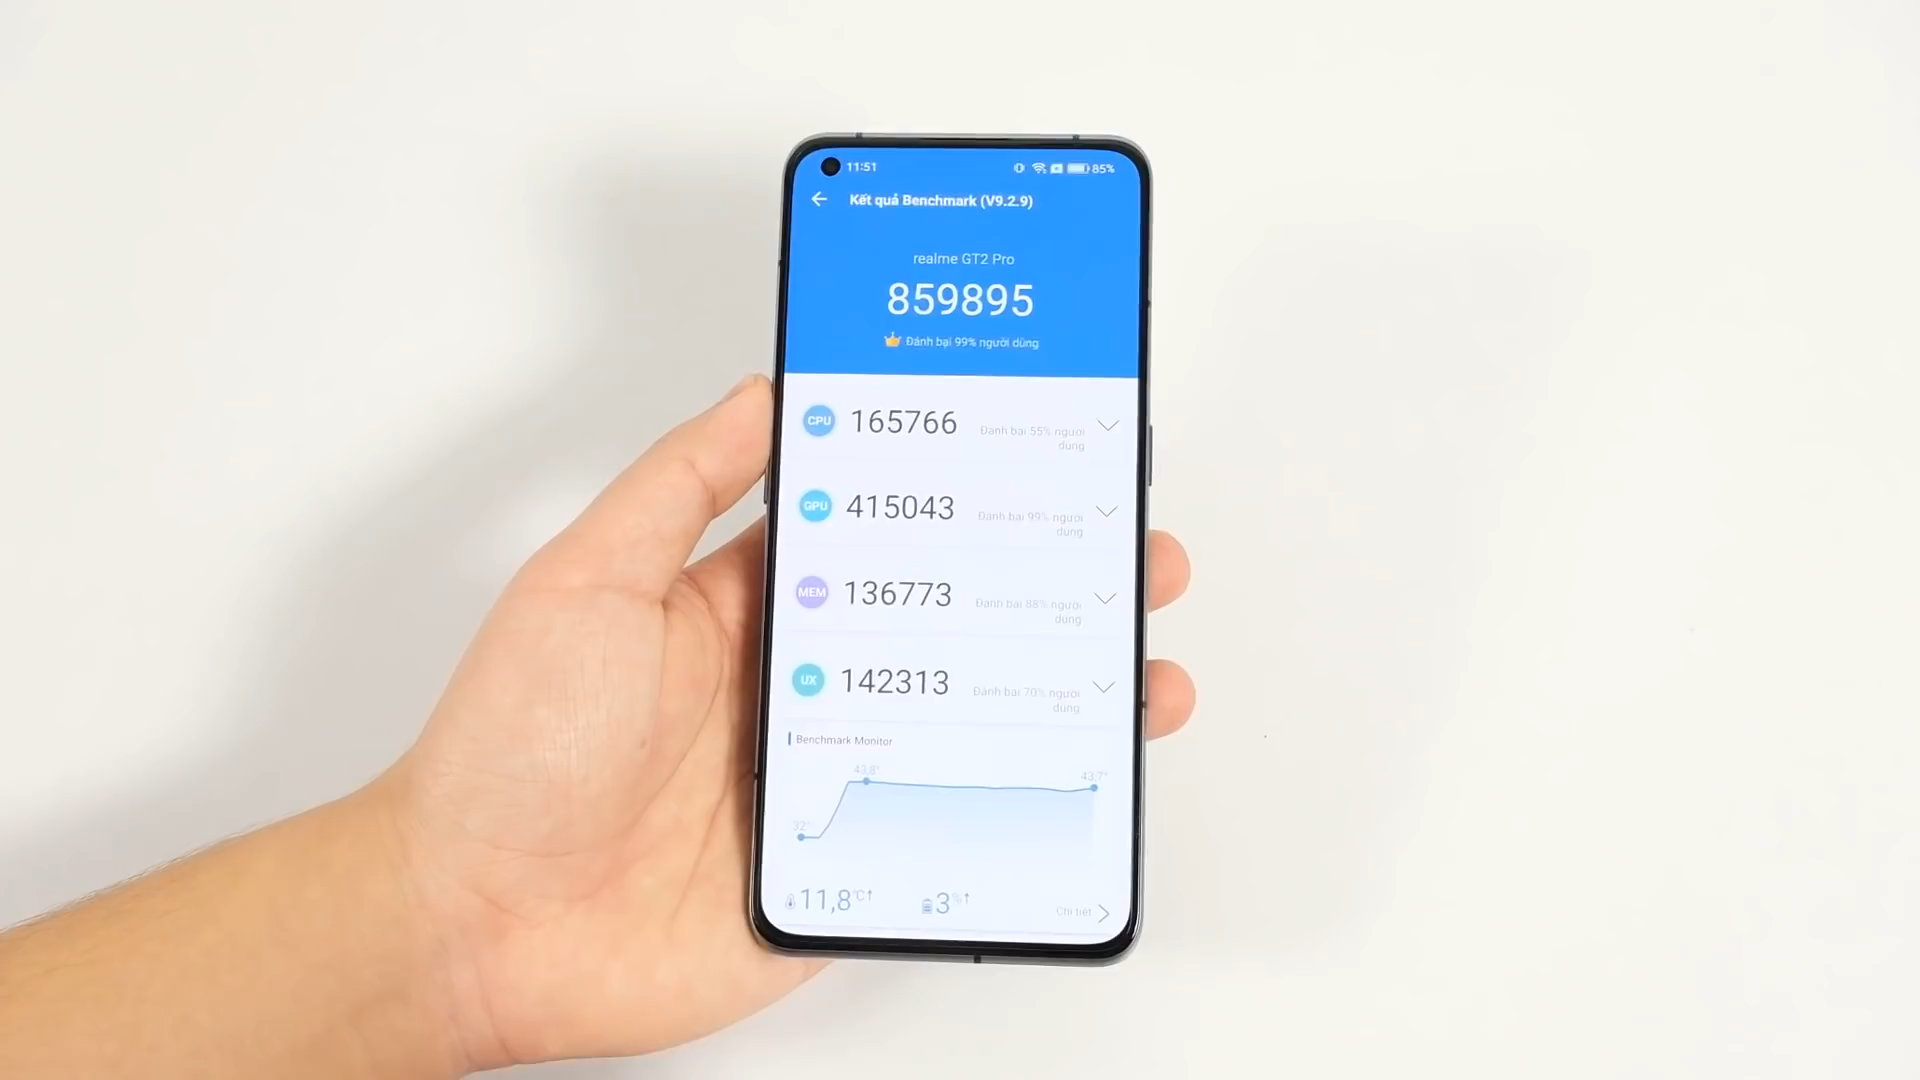 11:51 85%
Kết quả Benchmark (V9.2.9)
realme GT2 Pro
859895
Đánh bại 99% người dùng
CPU 165766 Đánh bại 55% người
dùng
GPU 415043 Đánh bại 99% người
dùng
MEM 136773 Đánh bại 88% người
dùng
UX 142313 Đánh bại 70% người
dùng
Benchmark Monitor
43,8°
43,7°
32°
11,8°C↑ 3%↑ Chi tiết